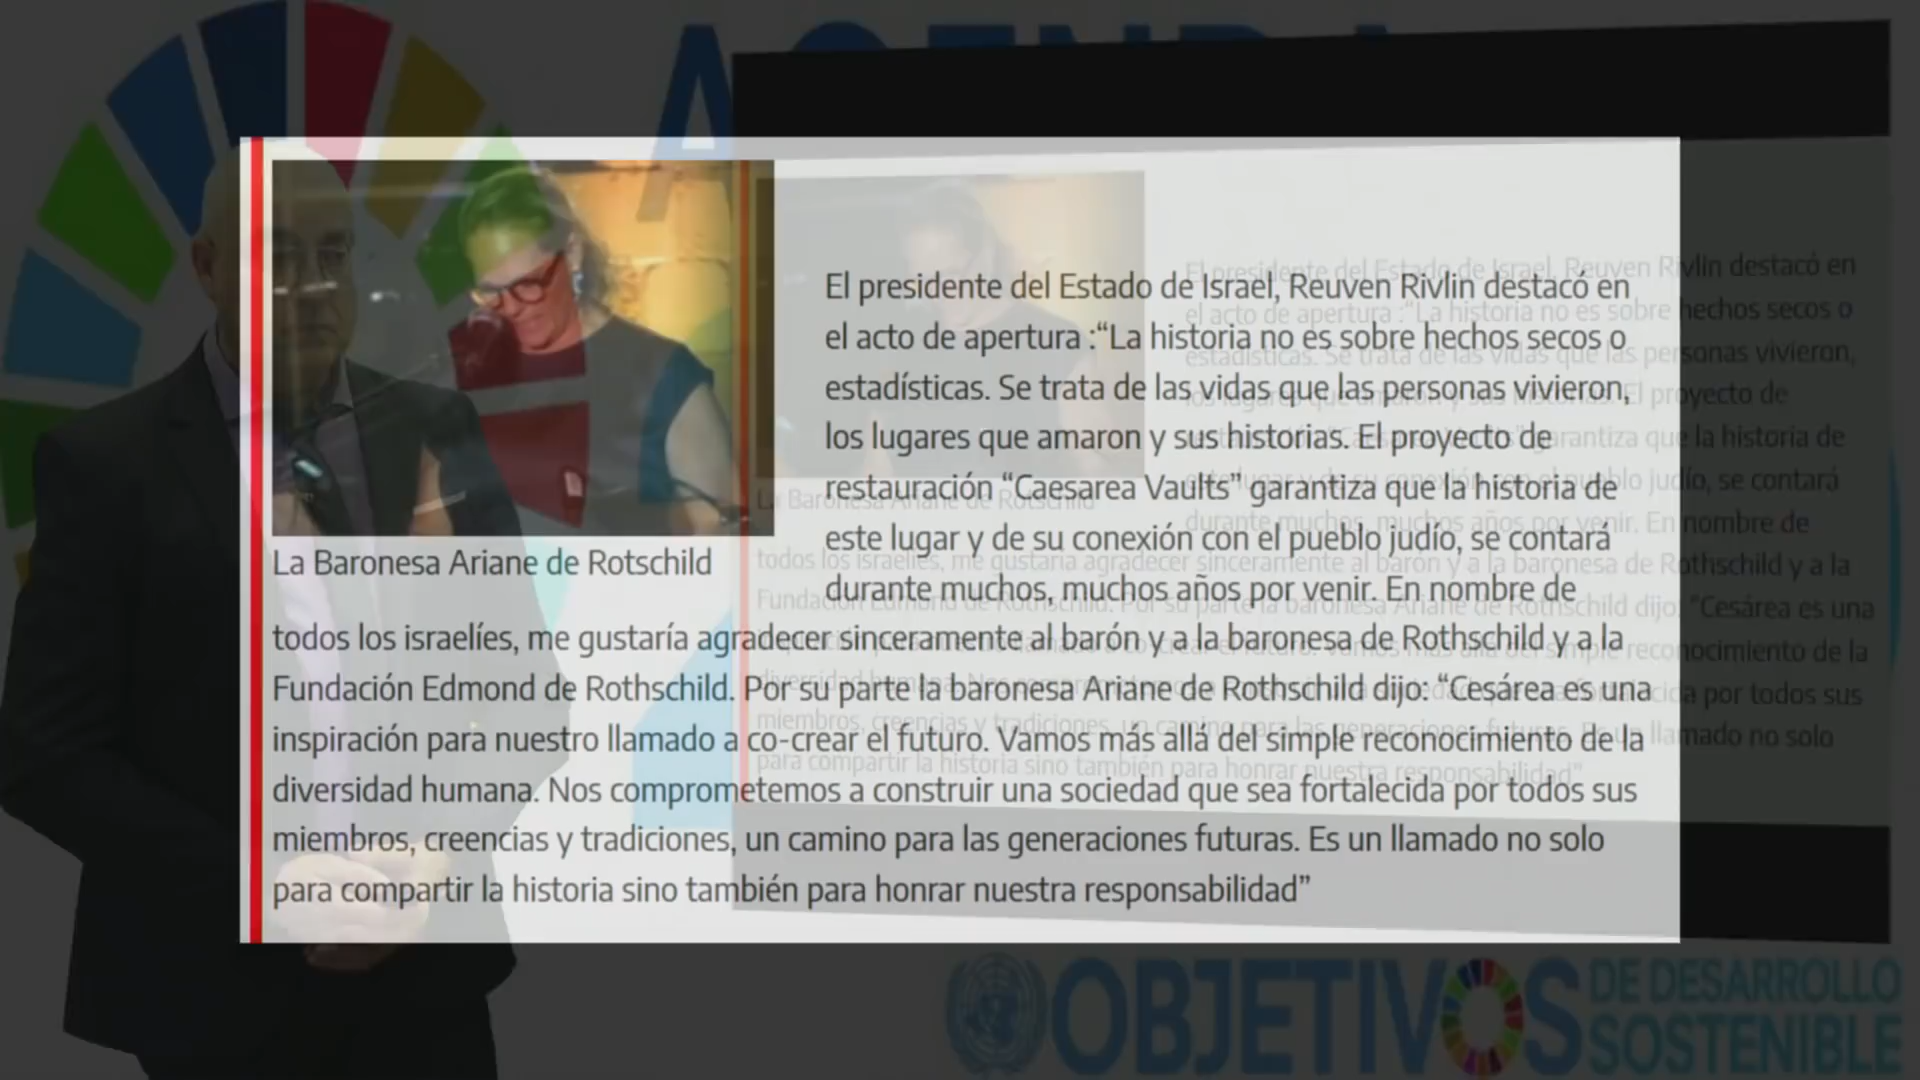 AGENDA
El presidente del Estado de Israel, Reuven Rivlin destacó en
el acto de apertura :“La historia no es sobre hechos secos o
estadísticas. Se trata de las vidas que las personas vivieron,
los lugares que amaron y sus historias. El proyecto de
restauración “Caesarea Vaults” garantiza que la historia de
este lugar y de su conexión con el pueblo judío, se contará
durante muchos, muchos años por venir. En nombre de
La Baronesa Ariane de Rotschild
todos los israelíes, me gustaría agradecer sinceramente al barón y a la baronesa de Rothschild y a la
Fundación Edmond de Rothschild. Por su parte la baronesa Ariane de Rothschild dijo: “Cesárea es una
inspiración para nuestro llamado a co-crear el futuro. Vamos más allá del simple reconocimiento de la
diversidad humana. Nos comprometemos a construir una sociedad que sea fortalecida por todos sus
miembros, creencias y tradiciones, un camino para las generaciones futuras. Es un llamado no solo
para compartir la historia sino también para honrar nuestra responsabilidad”
OBJETIVOS
DE DESARROLLO
SOSTENIBLE